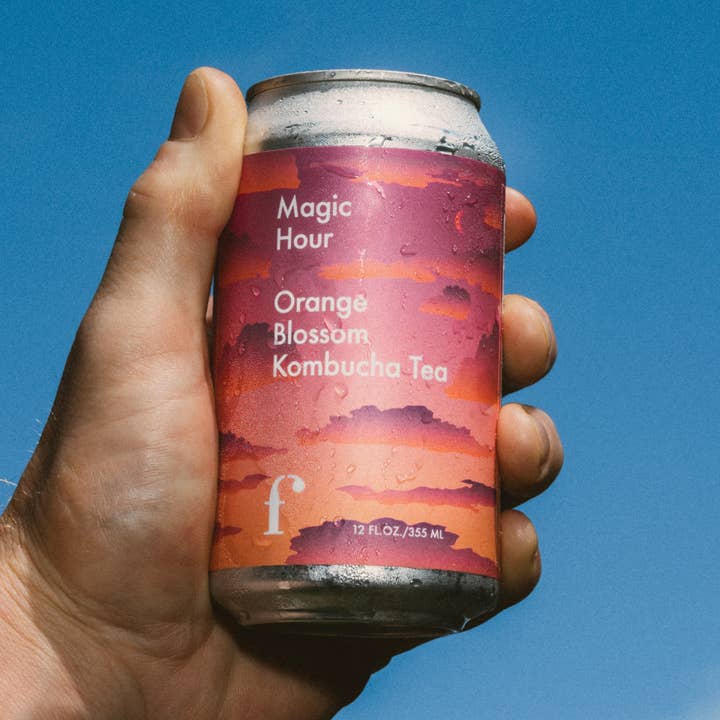 Magic
Hour
Orange
Blossom
Kombucha Tea
f
12 FL.OZ./355 ML